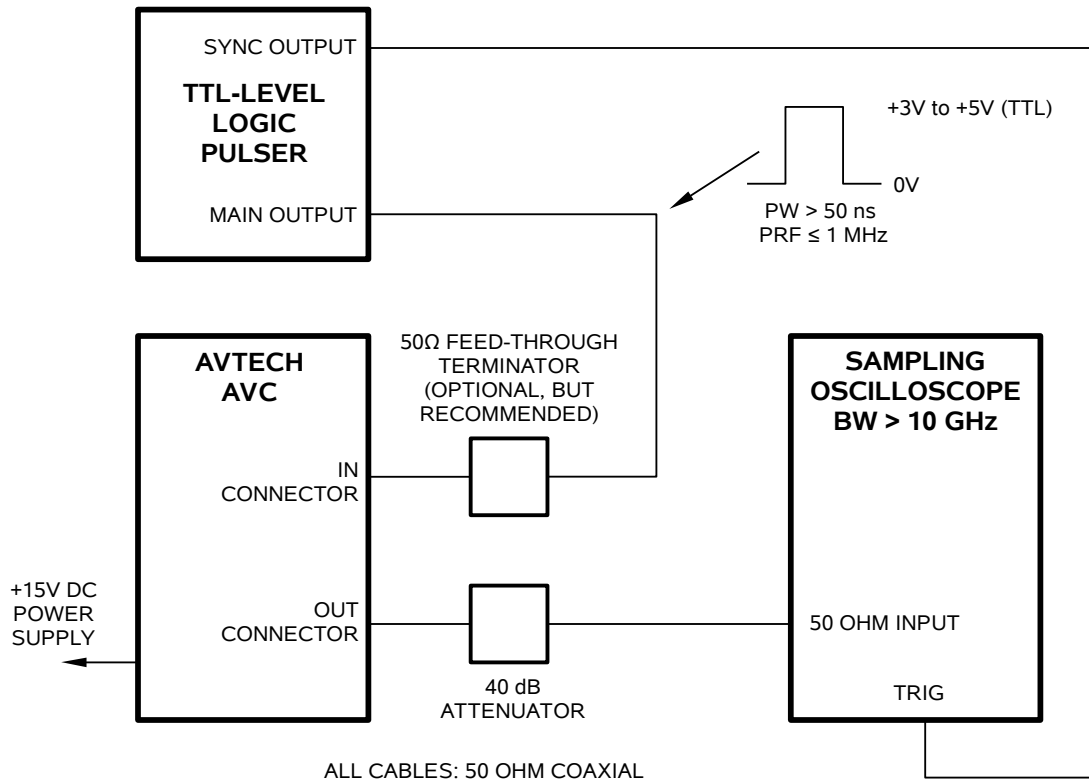 SYNC OUTPUT
TTL-LEVEL
LOGIC
PULSER
MAIN OUTPUT
+3V to +5V (TTL)
0V
PW > 50 ns
PRF ≤ 1 MHz
AVTECH
AVC
IN
CONNECTOR
OUT
CONNECTOR
50Ω FEED-THROUGH
TERMINATOR
(OPTIONAL, BUT
RECOMMENDED)
SAMPLING
OSCILLOSCOPE
BW > 10 GHz
50 OHM INPUT
TRIG
+15V DC
POWER
SUPPLY
40 dB
ATTENUATOR
ALL CABLES: 50 OHM COAXIAL